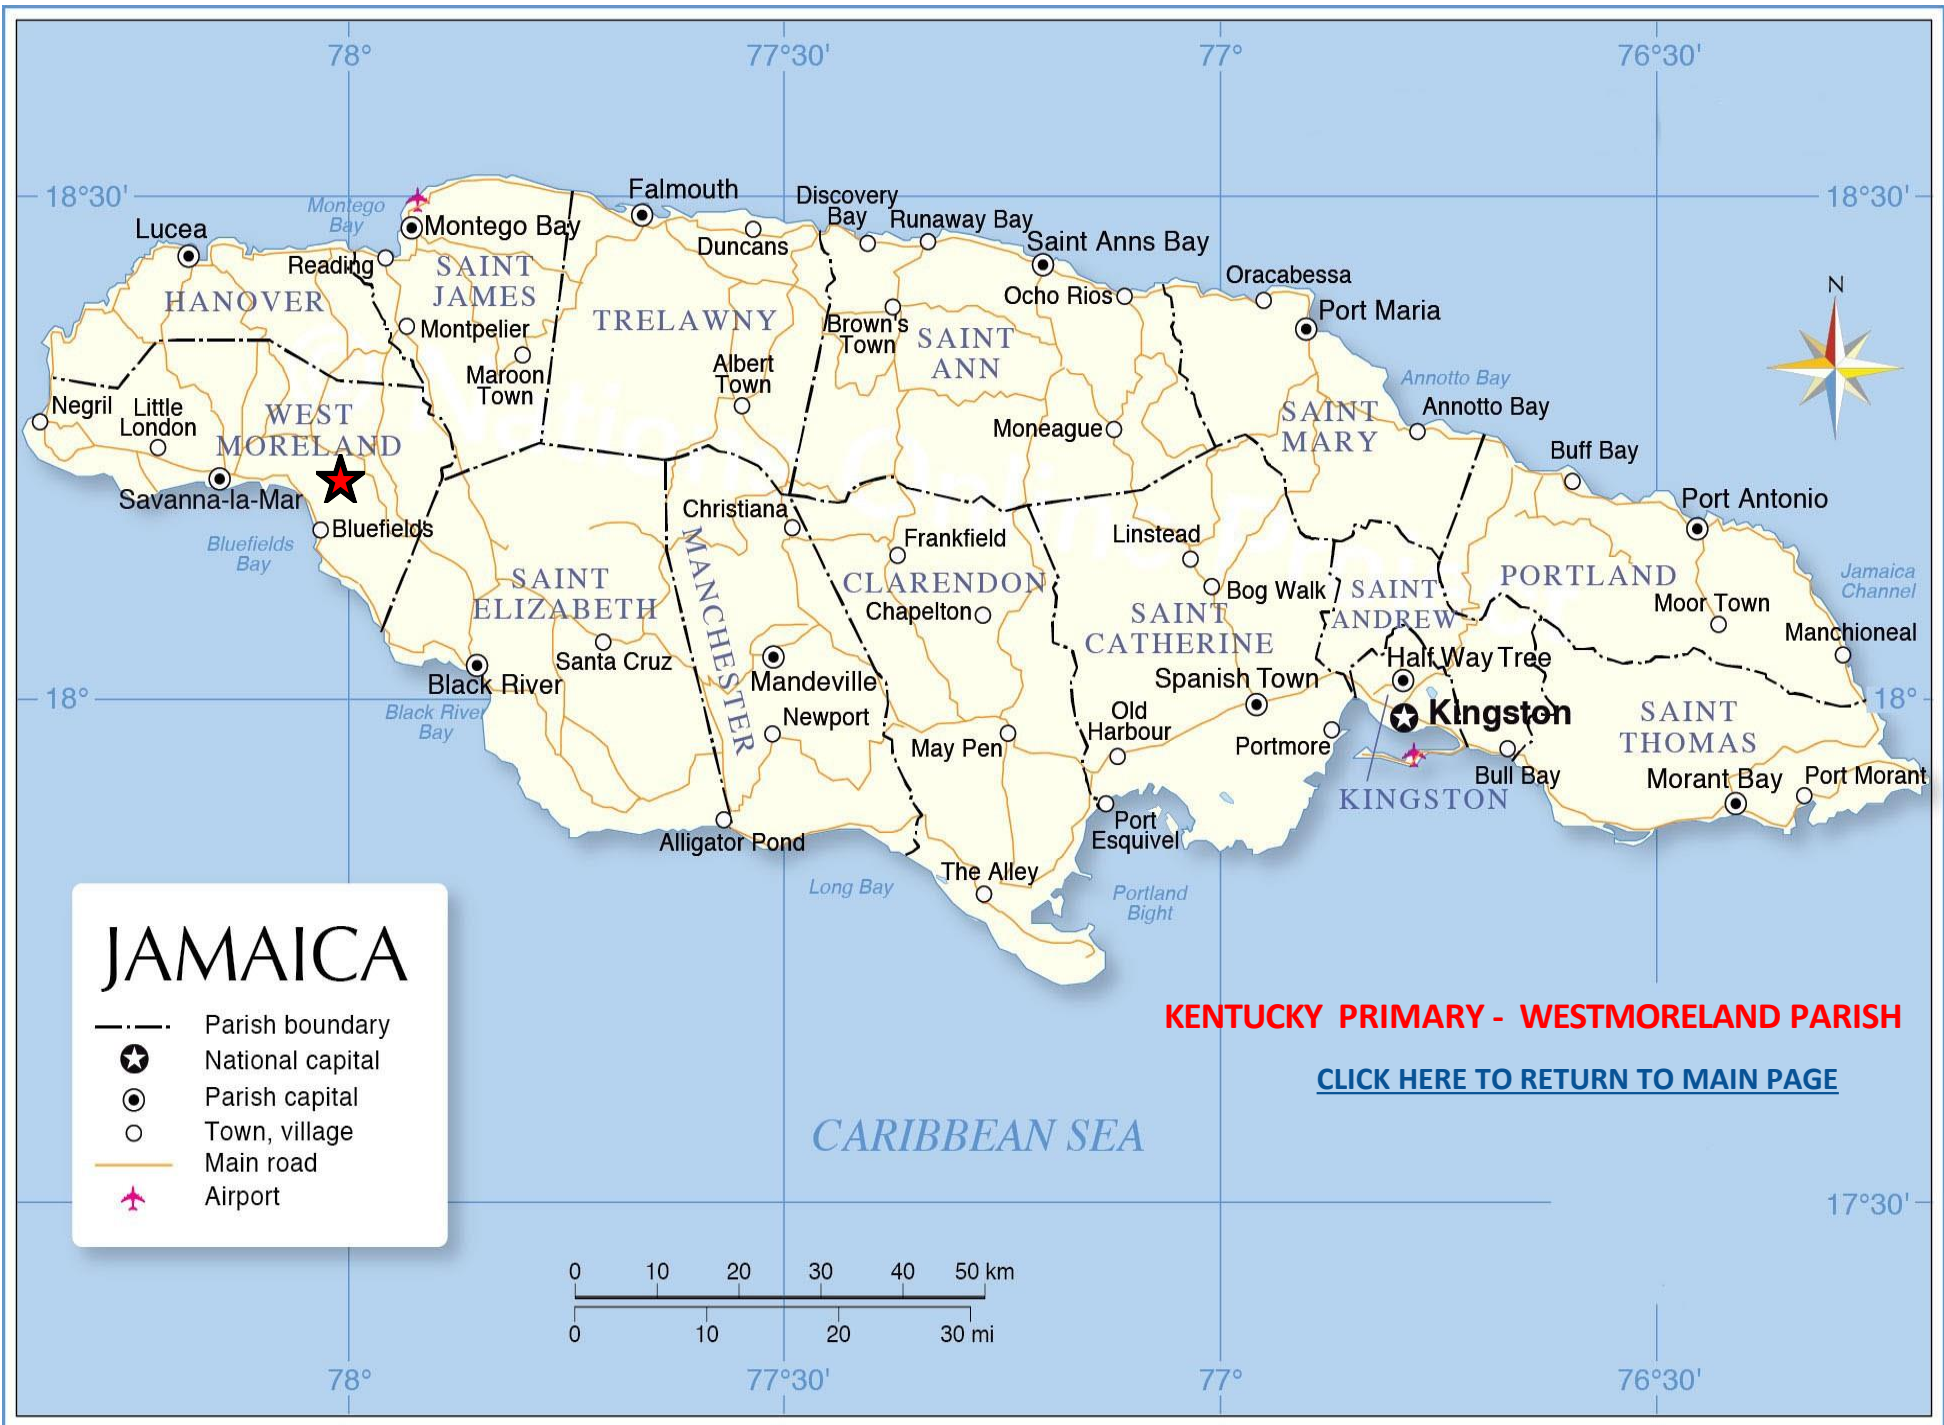 78°
77°30'
77°
76°30'
18°30'
18°30'
Montego
Bay
Lucea
Montego Bay
Reading
Falmouth
Duncans
Discovery
Bay
Runaway Bay
Saint Anns Bay
Ocho Rios
Oracabessa
Port Maria
N
HANOVER
SAINT
JAMES
Montpelier
Maroon
Town
TRELAWNY
Albert
Town
Brown's
Town
SAINT
ANN
Moneague
SAINT
MARY
Annotto Bay
Annotto Bay
Buff Bay
Port Antonio
Negril
Little
London
WEST
MORELAND
Savanna-la-Mar
Bluefields
Bluefields
Bay
Christiana
Frankfield
Linstead
Bog Walk
SAINT
ELIZABETH
MANCHESTER
CLARENDON
Chapelton
SAINT
CATHERINE
SAINT
ANDREW
PORTLAND
Moor Town
Jamaica
Channel
Manchioneal
Santa Cruz
Black River
Black River
Bay
Mandeville
Newport
May Pen
Spanish Town
Old
Harbour
Portmore
Half Way Tree
Kingston
KINGSTON
Bull Bay
SAINT
THOMAS
Morant Bay
Port Morant
18°
18°
Alligator Pond
Port
Esquivel
The Alley
Long Bay
Portland
Bight
JAMAICA
Parish boundary
National capital
Parish capital
Town, village
Main road
Airport
KENTUCKY PRIMARY - WESTMORELAND PARISH
CLICK HERE TO RETURN TO MAIN PAGE
CARIBBEAN SEA
17°30'
0 10 20 30 40 50 km
0 10 20 30 mi
78°
77°30'
77°
76°30'